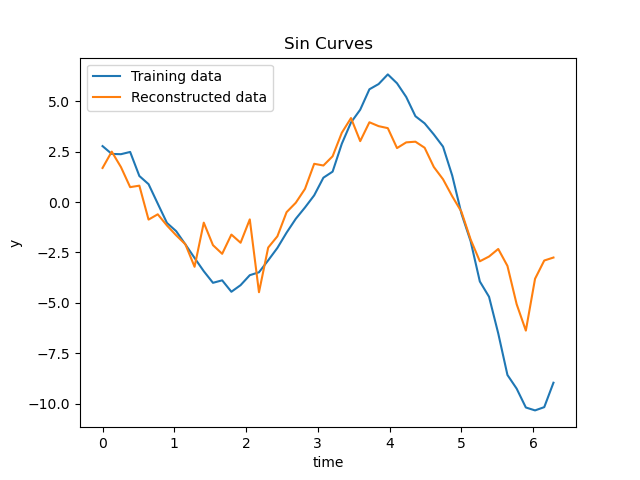 Sin Curves
Training data
Reconstructed data
5.0
2.5
0.0
−2.5
−5.0
−7.5
−10.0
y
0 1 2 3 4 5 6
time